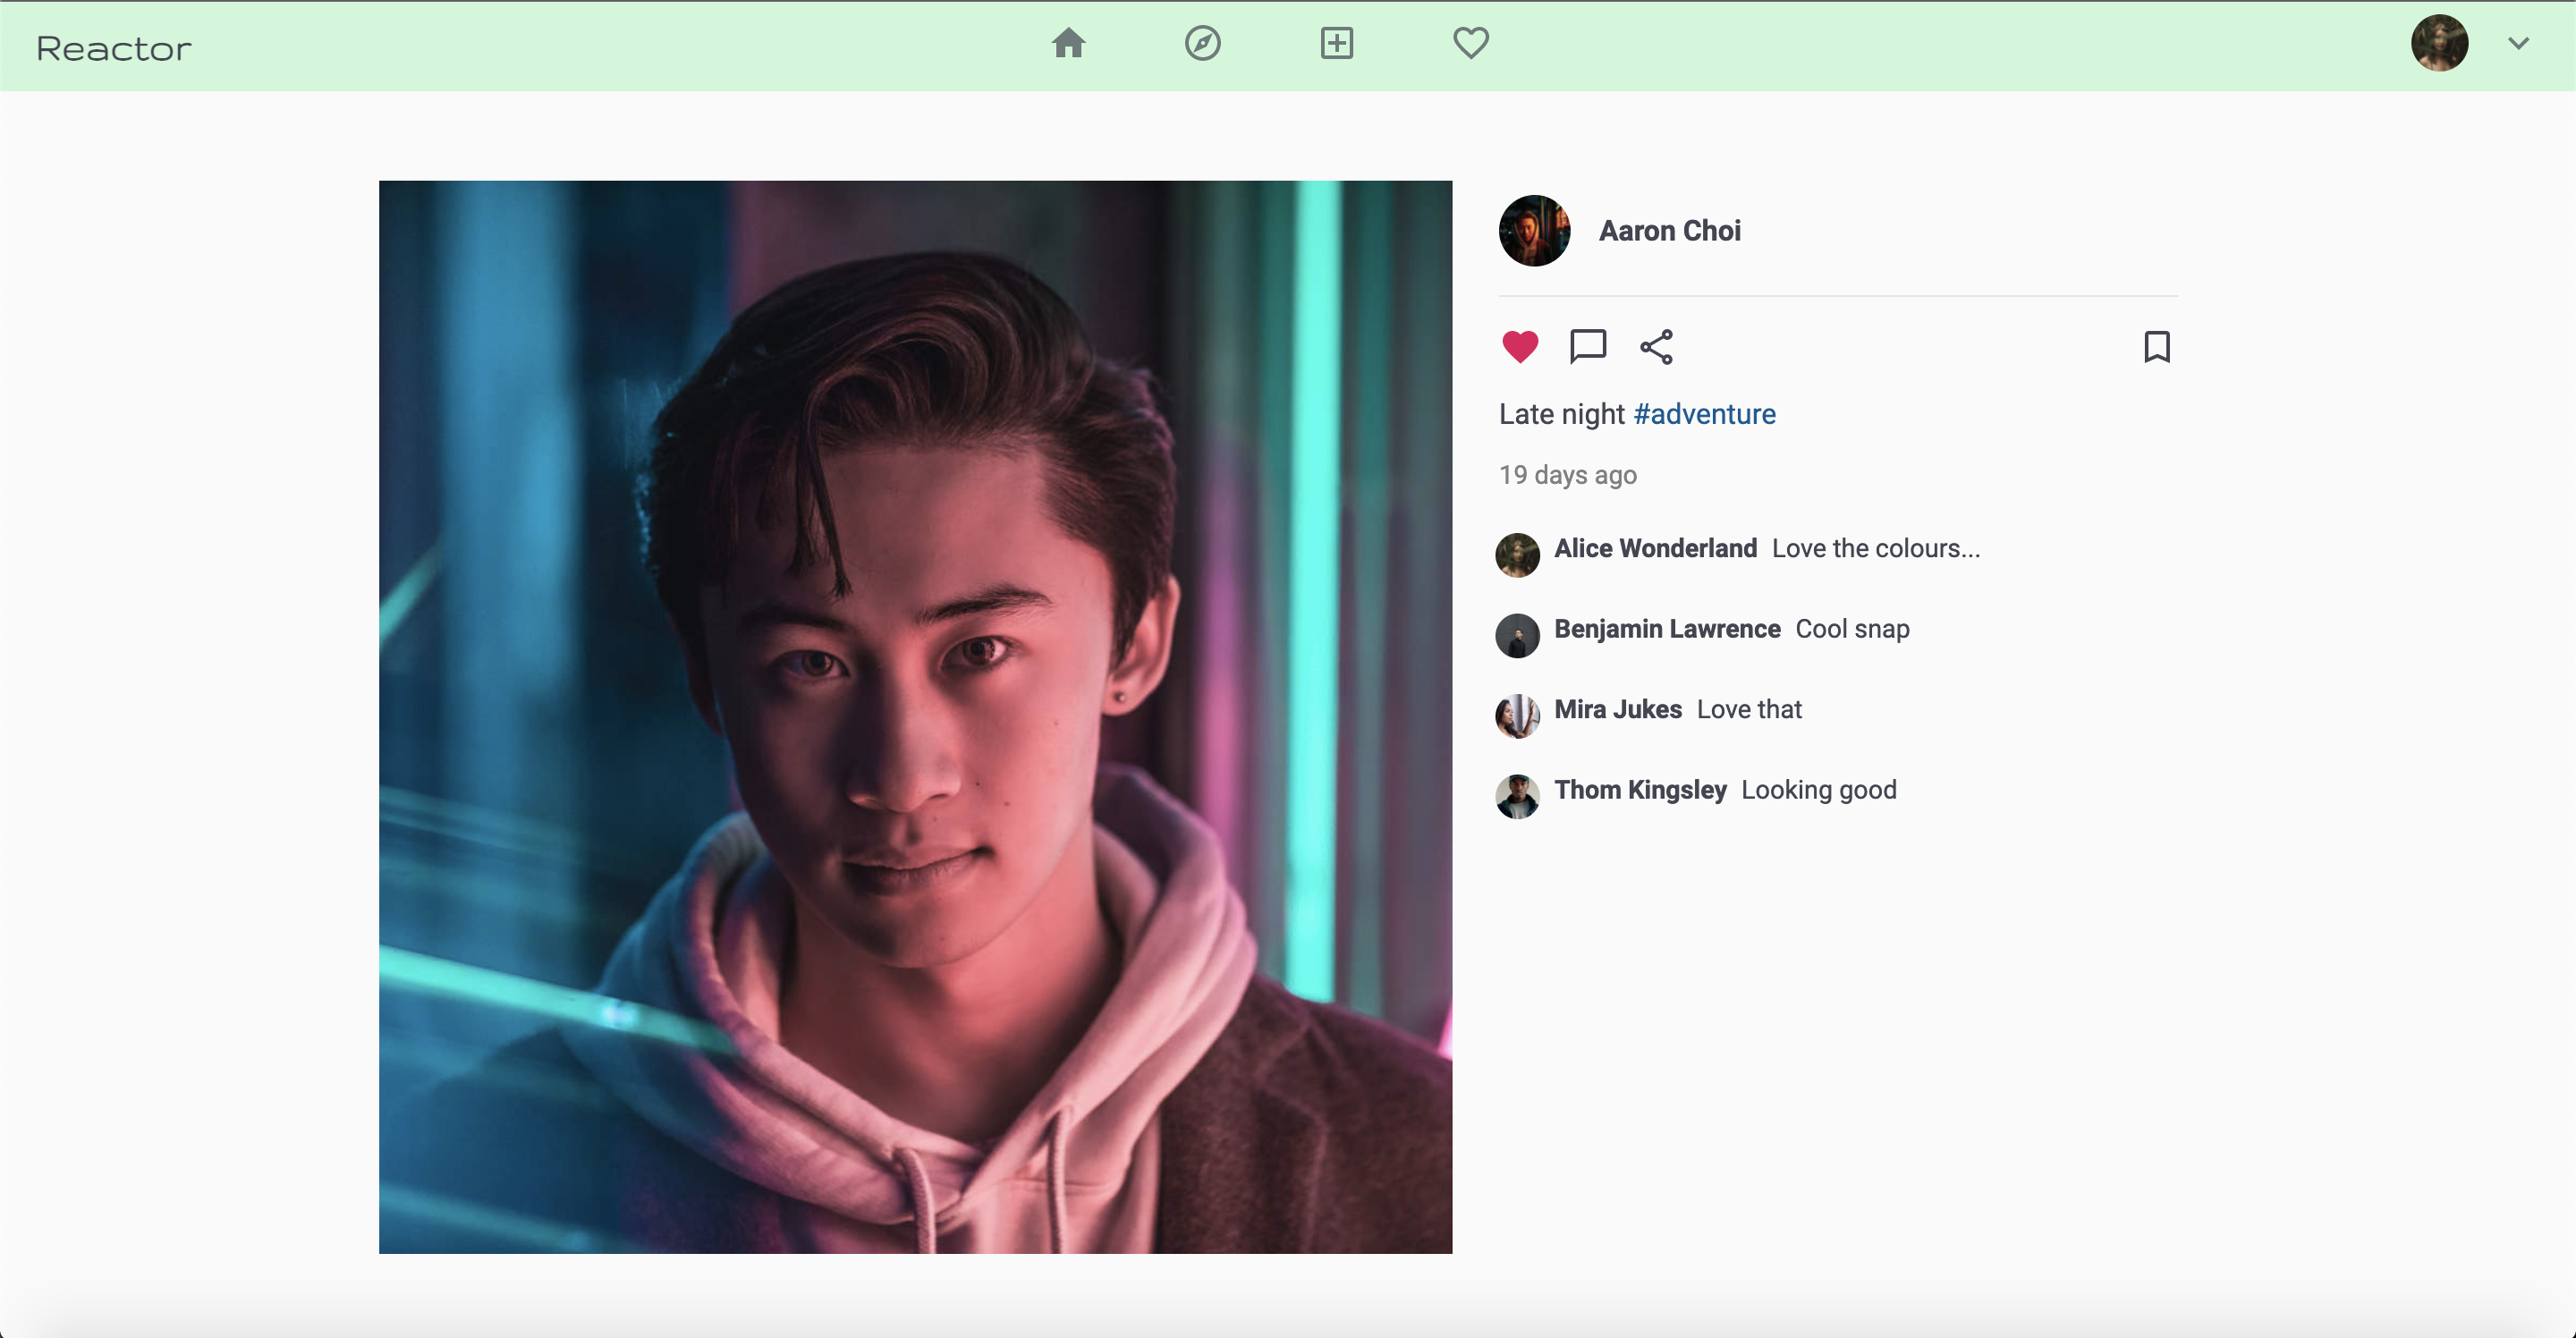 Reactor
Aaron Choi
Late night #adventure
19 days ago
Alice Wonderland Love the colours...
Benjamin Lawrence Cool snap
Mira Jukes Love that
Thom Kingsley Looking good